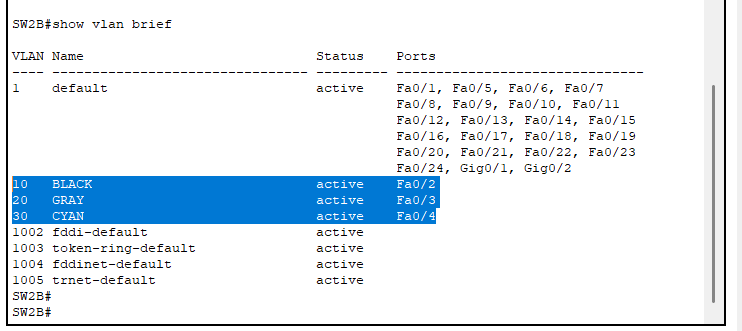 SW2B#show vlan brief
VLAN Name Status Ports
---- -------------------------------- --------- -------------------------------
1 default active Fa0/1, Fa0/5, Fa0/6, Fa0/7
Fa0/8, Fa0/9, Fa0/10, Fa0/11
Fa0/12, Fa0/13, Fa0/14, Fa0/15
Fa0/16, Fa0/17, Fa0/18, Fa0/19
Fa0/20, Fa0/21, Fa0/22, Fa0/23
Fa0/24, Gig0/1, Gig0/2
10 BLACK active Fa0/2
20 GRAY active Fa0/3
30 CYAN active Fa0/4
1002 fddi-default active
1003 token-ring-default active
1004 fddinet-default active
1005 trnet-default active
SW2B#
SW2B#